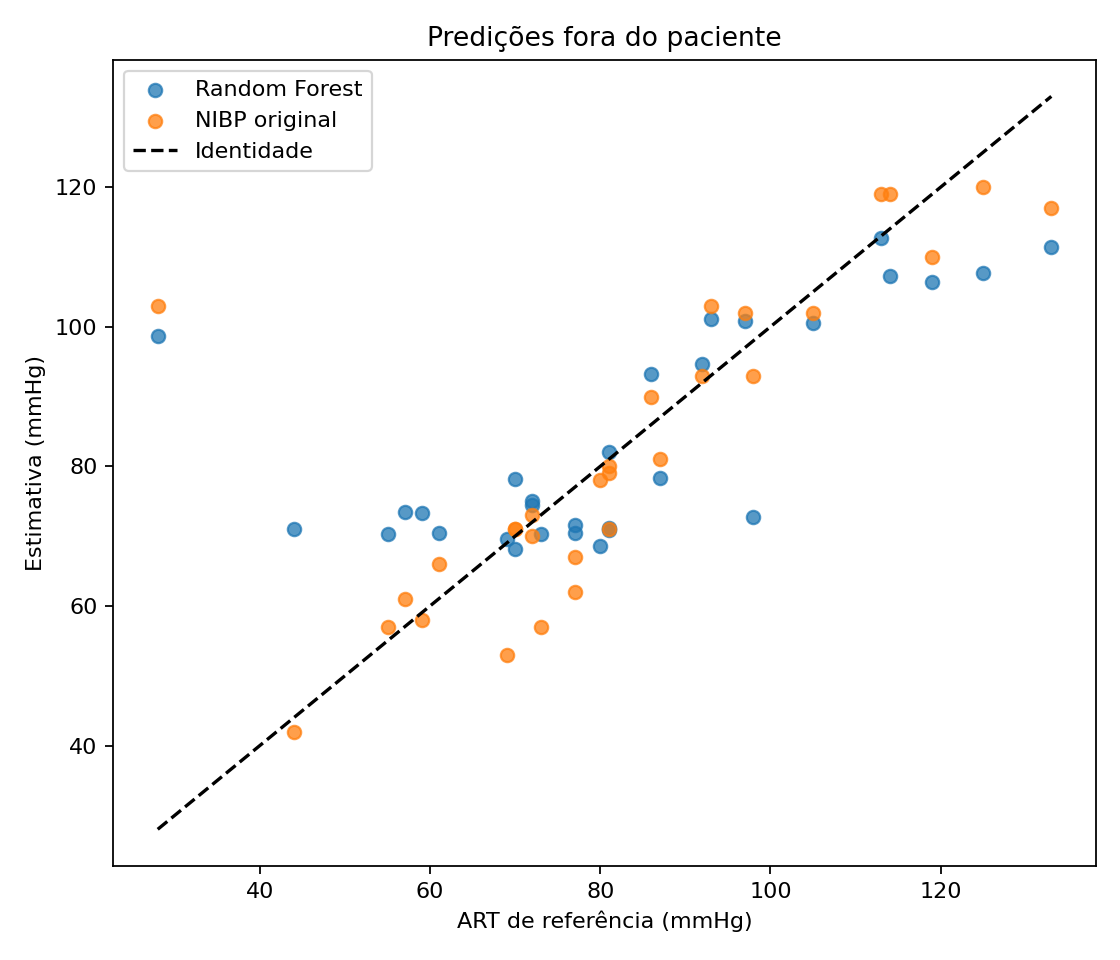 Predições fora do paciente
Random Forest
NIBP original
Identidade
120
100
80
60
40
Estimativa (mmHg)
40 60 80 100 120
ART de referência (mmHg)